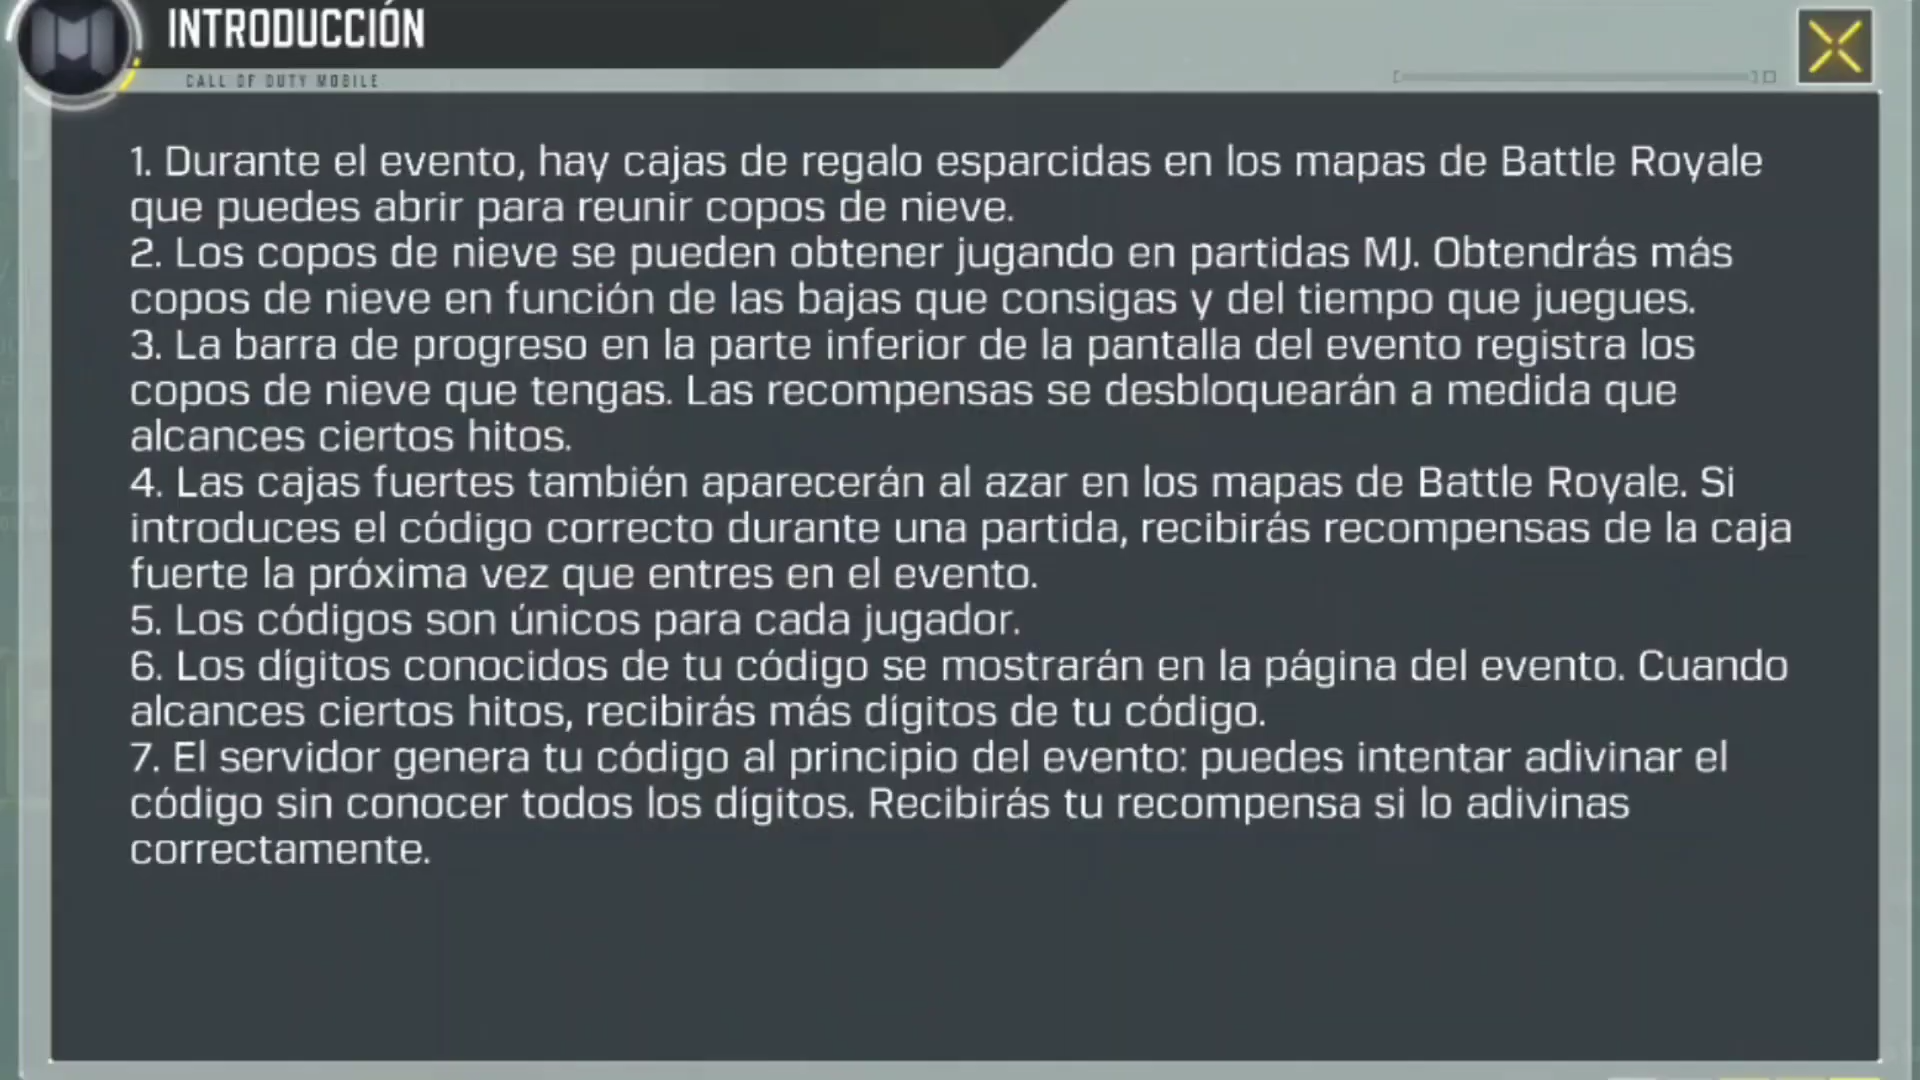 INTRODUCCIÓN
CALL OF DUTY MOBILE
1. Durante el evento, hay cajas de regalo esparcidas en los mapas de Battle Royale
que puedes abrir para reunir copos de nieve.
2. Los copos de nieve se pueden obtener jugando en partidas MJ. Obtendrás más
copos de nieve en función de las bajas que consigas y del tiempo que juegues.
3. La barra de progreso en la parte inferior de la pantalla del evento registra los
copos de nieve que tengas. Las recompensas se desbloquearán a medida que
alcances ciertos hitos.
4. Las cajas fuertes también aparecerán al azar en los mapas de Battle Royale. Si
introduces el código correcto durante una partida, recibirás recompensas de la caja
fuerte la próxima vez que entres en el evento.
5. Los códigos son únicos para cada jugador.
6. Los dígitos conocidos de tu código se mostrarán en la página del evento. Cuando
alcances ciertos hitos, recibirás más dígitos de tu código.
7. El servidor genera tu código al principio del evento: puedes intentar adivinar el
código sin conocer todos los dígitos. Recibirás tu recompensa si lo adivinas
correctamente.